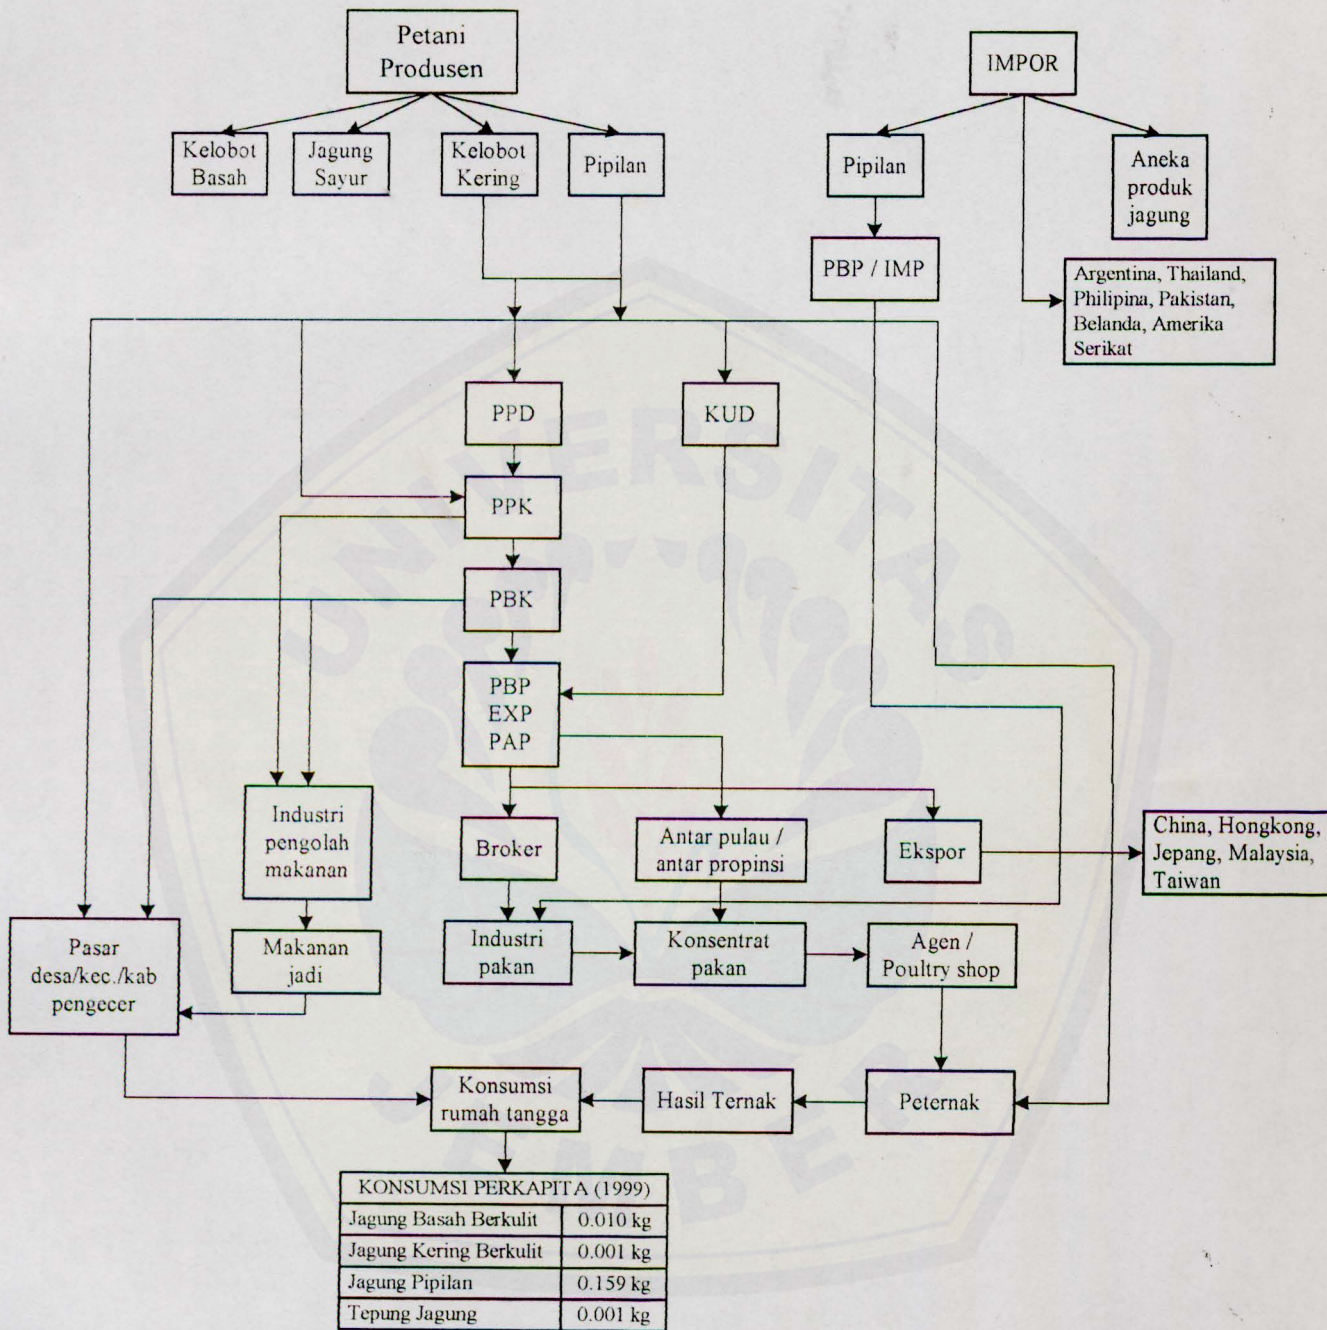 Petani
Produsen
IMPOR
Kelobot
Basah
Jagung
Sayur
Kelobot
Kering
Pipilan
Pipilan
Aneka
produk
jagung
PBP / IMP
Argentina, Thailand,
Philipina, Pakistan,
Belanda, Amerika
Serikat
PPD
KUD
PPK
PBK
PBP
EXP
PAP
Industri
pengolah
makanan
Broker
Antar pulau /
antar propinsi
Ekspor
China, Hongkong,
Jepang, Malaysia,
Taiwan
Pasar
desa/kec./kab
pengecer
Makanan
jadi
Industri
pakan
Konsentrat
pakan
Agen /
Poultry shop
Konsumsi
rumah tangga
Hasil Ternak
Peternak
KONSUMSI PERKAPITA (1999)
Jagung Basah Berkulit 0.010 kg
Jagung Kering Berkulit 0.001 kg
Jagung Pipilan 0.159 kg
Tepung Jagung 0.001 kg
UNIVERSITAS
JEMBER